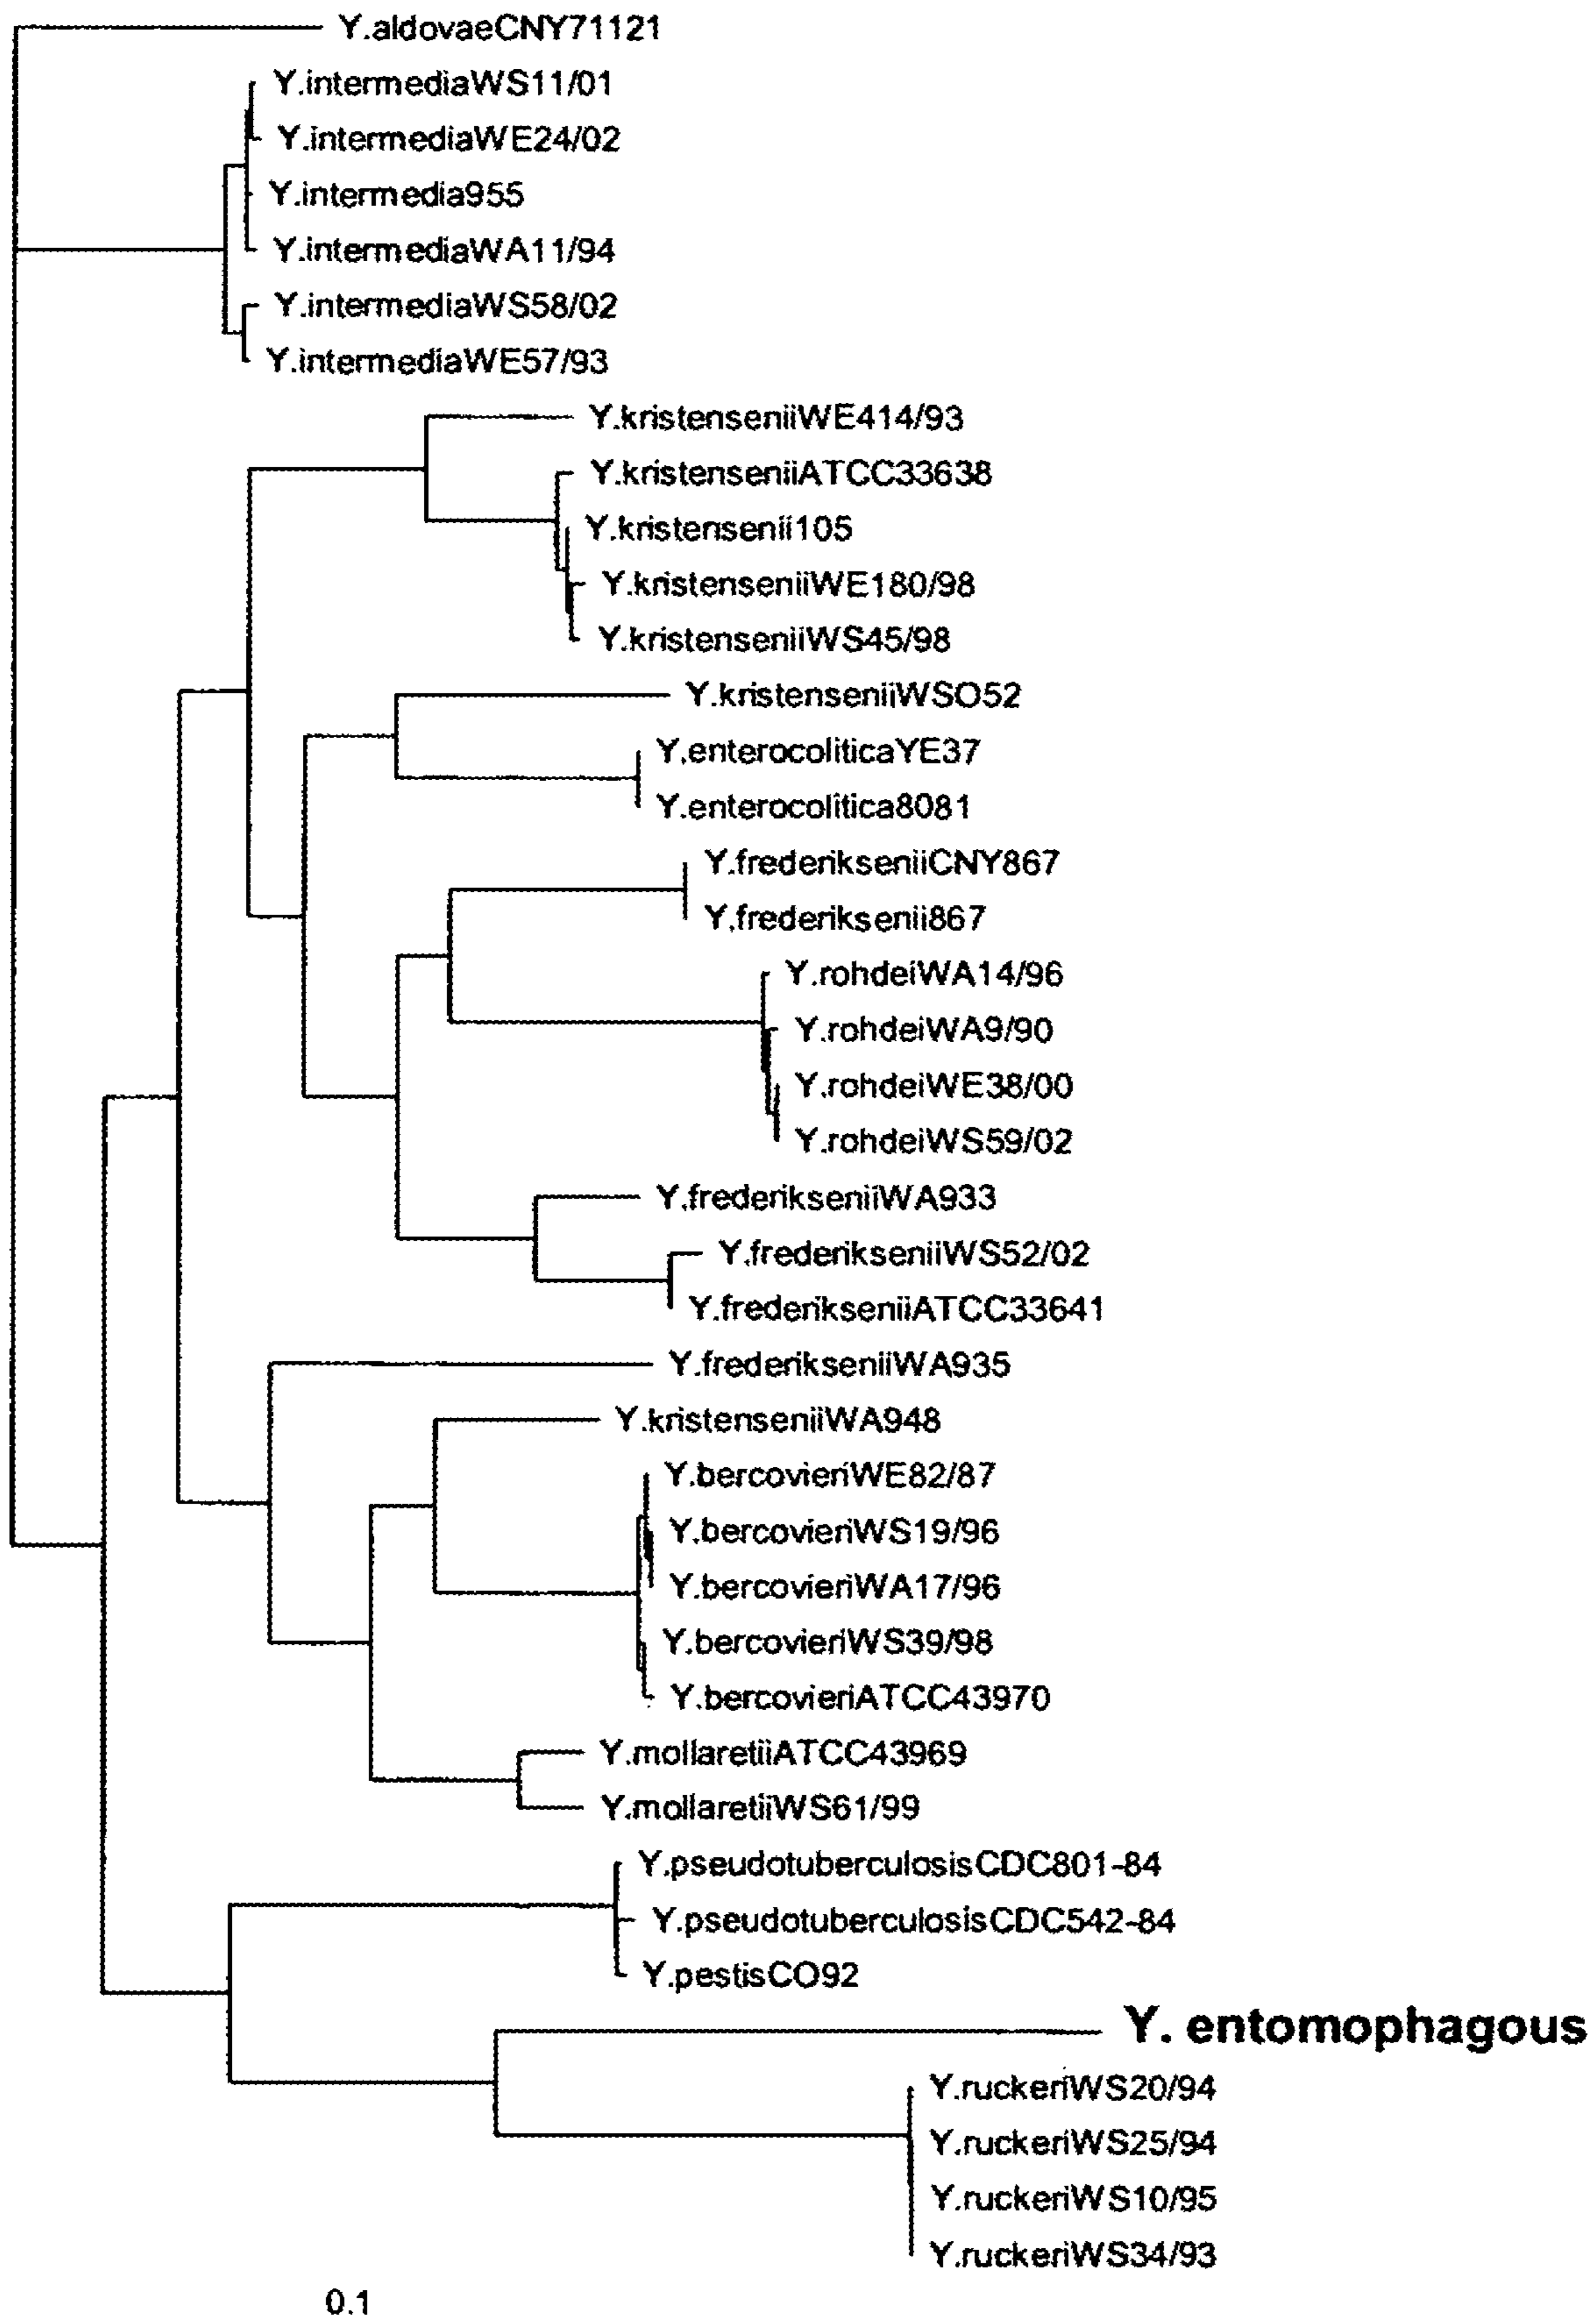 Y.aldovaeCNY71121
Y.intermediaWS11/01
Y.intermediaWE24/02
Y.intermedia955
Y.intermediaWA11/94
Y.intermediaWS58/02
Y.intermediaWE57/93
Y.kristenseniiWE414/93
Y.kristenseniiATCC33638
Y.kristensenii105
Y.kristenseniiWE180/98
Y.kristenseniiWS45/98
Y.kristenseniiWSO52
Y.enterocoliticaYE37
Y.enterocolitica8081
Y.frederikseniiCNY867
Y.frederiksenii867
Y.rohdeiWA14/96
Y.rohdeiWA9/90
Y.rohdeiWE38/00
Y.rohdeiWS59/02
Y.frederikseniiWA933
Y.frederikseniiWS52/02
Y.frederikseniiATCC33641
Y.frederikseniiWA935
Y.kristenseniiWA948
Y.bercovieriWE82/87
Y.bercovieriWS19/96
Y.bercovieriWA17/96
Y.bercovieriWS39/98
Y.bercovieriATCC43970
Y.mollaretiiATCC43969
Y.mollaretiiWS61/99
Y.pseudotuberculosisCDC801-84
Y.pseudotuberculosisCDC542-84
Y.pestisCO92
Y. entomophagous
Y.ruckeriWS20/94
Y.ruckeriWS25/94
Y.ruckeriWS10/95
Y.ruckeriWS34/93
0.1